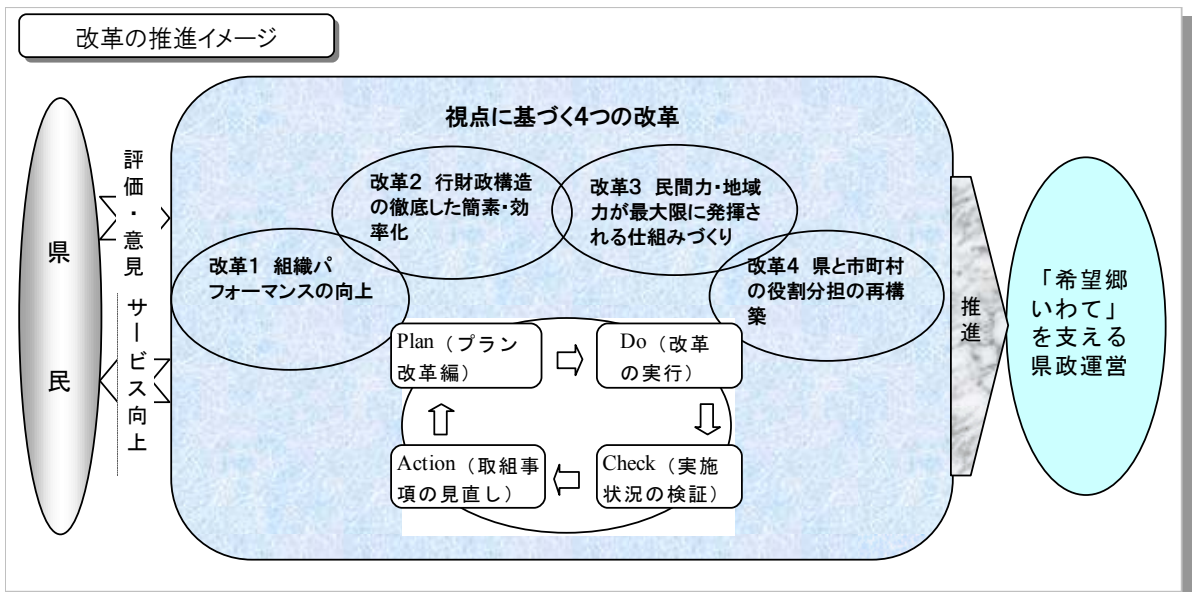 改革の推進イメージ
視点に基づく4つの改革
県
民
評価・意見
サービス向上
改革1 組織パ
フォーマンスの向上
改革2 行財政構造
の徹底した簡素・効
率化
改革3 民間力・地域
力が最大限に発揮さ
れる仕組みづくり
改革4 県と市町村
の役割分担の再構
築
Plan（プラン
改革編）
Do（改革
の実行）
Check（実施
状況の検証）
Action（取組事
項の見直し）
推進
「希望郷
いわて」
を支える
県政運営